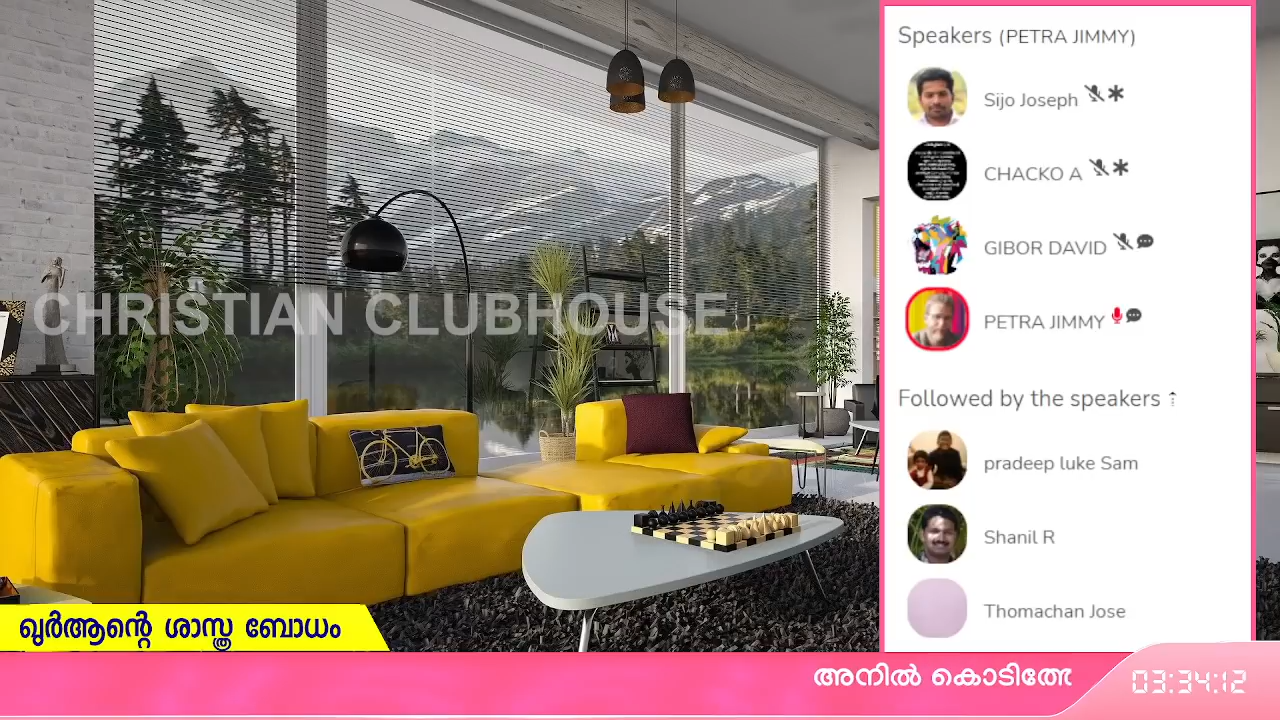 Speakers (PETRA JIMMY)
Sijo Joseph
CHACKO A
GIBOR DAVID
PETRA JIMMY
Followed by the speakers
pradeep luke Sam
Shanil R
Thomachan Jose
CHRISTIAN CLUBHOUSE
ഖുർആന്റെ ശാസ്ത്ര ബോധം
അനിൽ കൊടിത്തേ
03:34:12